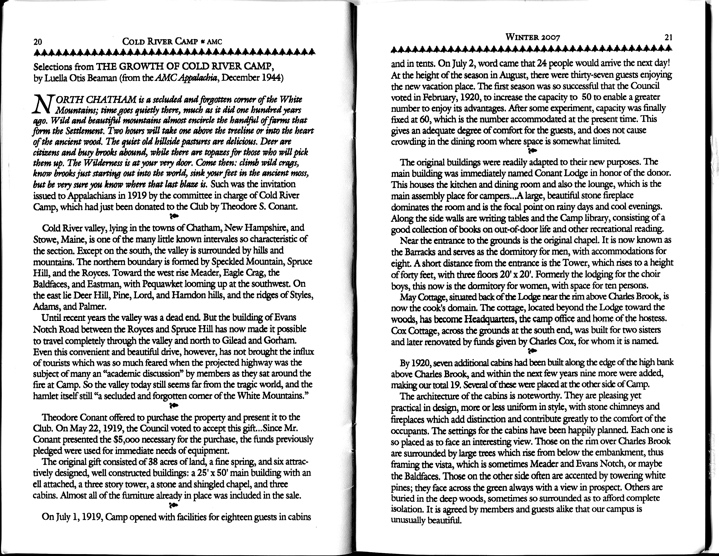 20 COLD RIVER CAMP ■ AMC
Selections from THE GROWTH OF COLD RIVER CAMP,
by Luella Otis Beaman (from the AMC Appalachia, December 1944)
NORTH CHATHAM is a secluded and forgotten corner of the White
Mountains; time goes quietly there, much as it did one hundred years
ago. Wild and beautiful mountains almost encircle the handful of farms that
form the Settlement. Two hours will take one above the treeline or into the heart
of the ancient wood. The quiet old hillside pastures are delicious. Deer are
citizens and busy brooks abound, while there are topazes for those who will pick
them up. The Wilderness is at your very door. Come then: climb wild crags,
know brooks just starting out into the world, sink your feet in the ancient moss,
but be very sure you know where that last blaze is. Such was the invitation
issued to Appalachians in 1919 by the committee in charge of Cold River
Camp, which had just been donated to the Club by Theodore S. Conant.
Cold River valley, lying in the towns of Chatham, New Hampshire, and
Stowe, Maine, is one of the many little known intervales so characteristic of
the section. Except on the south, the valley is surrounded by hills and
mountains. The northern boundary is formed by Speckled Mountain, Spruce
Hill, and the Royces. Toward the west rise Meader, Eagle Crag, the
Baldfaces, and Eastman, with Pequawket looming up at the southwest. On
the east lie Deer Hill, Pine, Lord, and Harndon hills, and the ridges of Styles,
Adams, and Palmer.
Until recent years the valley was a dead end. But the building of Evans
Notch Road between the Royces and Spruce Hill has now made it possible
to travel completely through the valley and north to Gilead and Gorham.
Even this convenient and beautiful drive, however, has not brought the influx
of tourists which was so much feared when the projected highway was the
subject of many an "academic discussion" by members as they sat around the
fire at Camp. So the valley today still seems far from the tragic world, and the
hamlet itself still "a secluded and forgotten corner of the White Mountains."
Theodore Conant offered to purchase the property and present it to the
Club. On May 22, 1919, the Council voted to accept this gift...Since Mr.
Conant presented the $5,000 necessary for the purchase, the funds previously
pledged were used for immediate needs of equipment.
The original gift consisted of 38 acres of land, a fine spring, and six attrac-
tively designed, well constructed buildings: a 25' x 50' main building with an
ell attached, a three story tower, a stone and shingled chapel, and three
cabins. Almost all of the furniture already in place was included in the sale.
On July 1, 1919, Camp opened with facilities for eighteen guests in cabins
WINTER 2007 21
and in tents. On July 2, word came that 24 people would arrive the next day!
At the height of the season in August, there were thirty-seven guests enjoying
the new vacation place. The first season was so successful that the Council
voted in February, 1920, to increase the capacity to 50 to enable a greater
number to enjoy its advantages. After some experiment, capacity was finally
fixed at 60, which is the number accommodated at the present time. This
gives an adequate degree of comfort for the guests, and does not cause
crowding in the dining room where space is somewhat limited.
The original buildings were readily adapted to their new purposes. The
main building was immediately named Conant Lodge in honor of the donor.
This houses the kitchen and dining room and also the lounge, which is the
main assembly place for campers...A large, beautiful stone fireplace
dominates the room and is the focal point on rainy days and cool evenings.
Along the side walls are writing tables and the Camp library, consisting of a
good collection of books on out-of-door life and other recreational reading.
Near the entrance to the grounds is the original chapel. It is now known as
the Barracks and serves as the dormitory for men, with accommodations for
eight. A short distance from the entrance is the Tower, which rises to a height
of forty feet, with three floors 20' x 20'. Formerly the lodging for the choir
boys, this now is the dormitory for women, with space for ten persons.
May Cottage, situated back of the Lodge near the rim above Charles Brook, is
now the cook's domain. The cottage, located beyond the Lodge toward the
woods, has become Headquarters, the camp office and home of the hostess.
Cox Cottage, across the grounds at the south end, was built for two sisters
and later renovated by funds given by Charles Cox, for whom it is named.
By 1920, seven additional cabins had been built along the edge of the high bank
above Charles Brook, and within the next few years nine more were added,
making our total 19. Several of these were placed at the other side of Camp.
The architecture of the cabins is noteworthy. They are pleasing yet
practical in design, more or less uniform in style, with stone chimneys and
fireplaces which add distinction and contribute greatly to the comfort of the
occupants. The settings for the cabins have been happily planned. Each one is
so placed as to face an interesting view. Those on the rim over Charles Brook
are surrounded by large trees which rise from below the embankment, thus
framing the vista, which is sometimes Meader and Evans Notch, or maybe
the Baldfaces. Those on the other side often are accented by towering white
pines; they face across the green always with a view in prospect. Others are
buried in the deep woods, sometimes so surrounded as to afford complete
isolation. It is agreed by members and guests alike that our campus is
unusually beautiful.